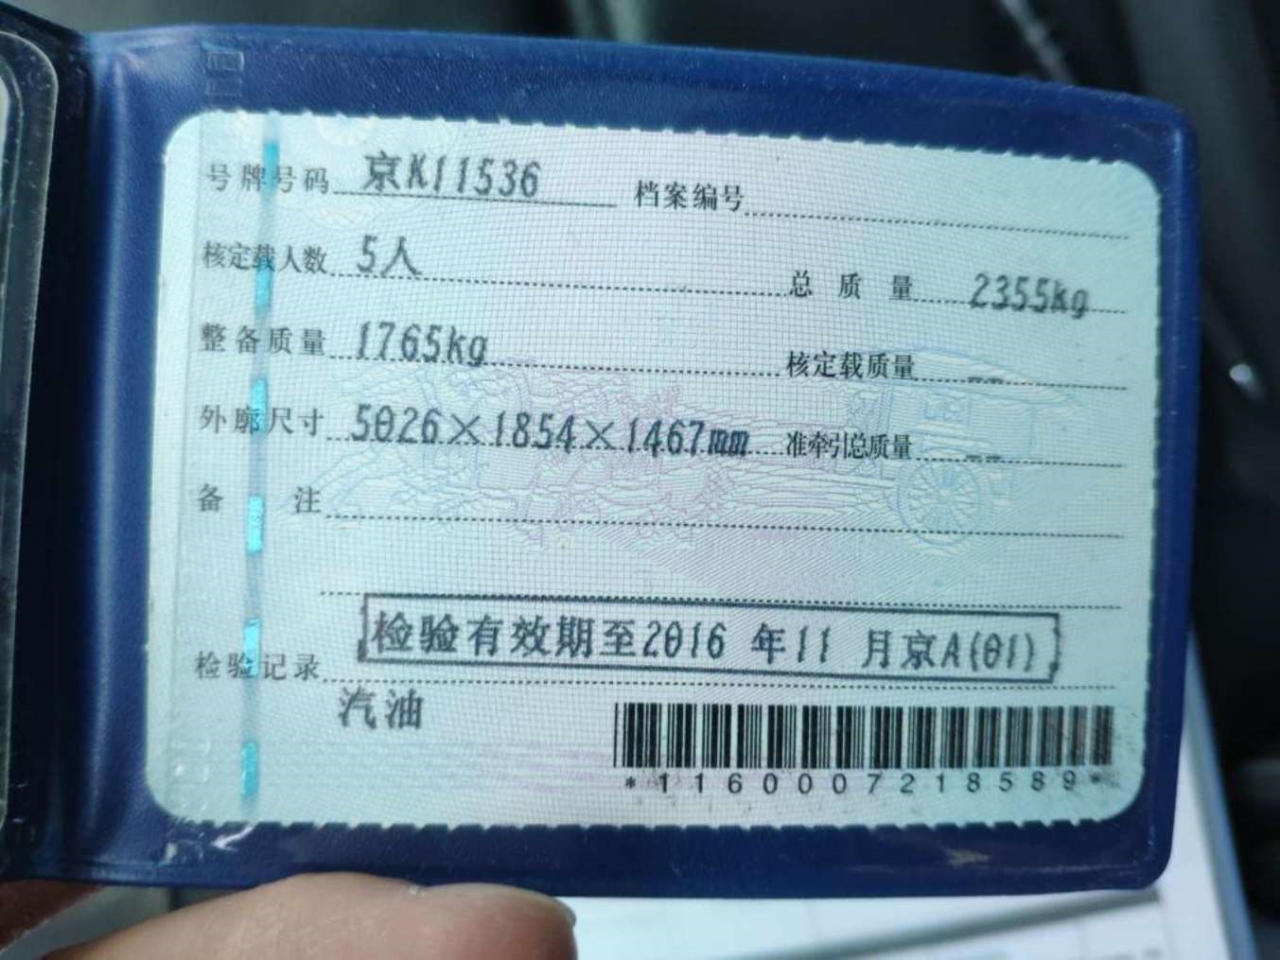 号牌号码 京K11536 档案编号
核定载人数 5人 总质量 2355kg
整备质量 1765kg 核定载质量 --
外廓尺寸 5026×1854×1467mm 准牵引总质量 --
备注
检验有效期至2016 年11 月京A(01)
检验记录
汽油
*1160007218589*